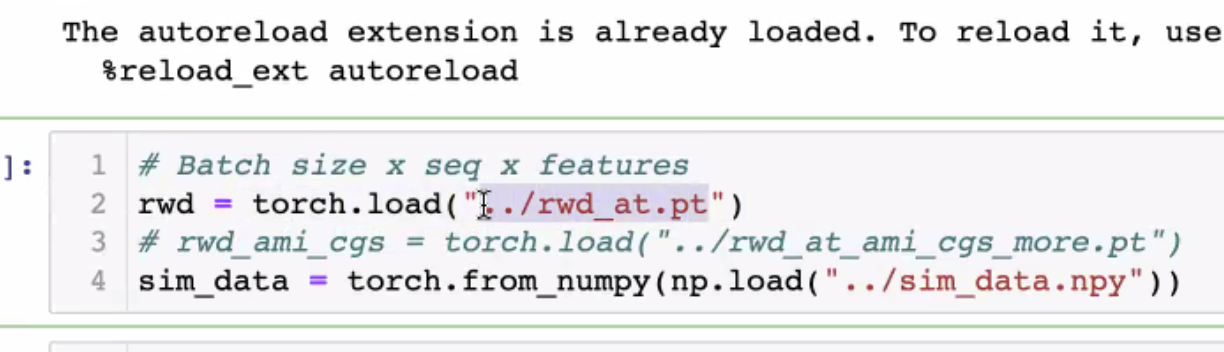 The autoreload extension is already loaded. To reload it, use
%reload_ext autoreload
]:
1 # Batch size x seq x features
2 rwd = torch.load("../rwd_at.pt")
3 # rwd_ami_cgs = torch.load("../rwd_at_ami_cgs_more.pt")
4 sim_data = torch.from_numpy(np.load("../sim_data.npy"))